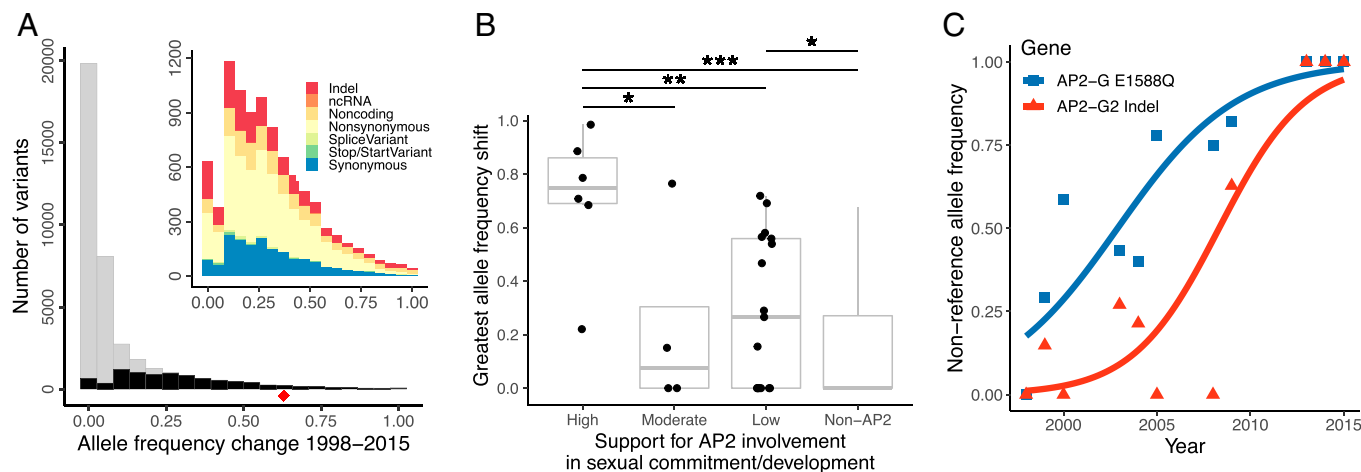 A
Number of variants
20000
15000
10000
5000
0
0.00 0.25 0.50 0.75 1.00
Allele frequency change 1998–2015
1200
900
600
300
0
0.00 0.25 0.50 0.75 1.00
Indel
ncRNA
Noncoding
Nonsynonymous
SpliceVariant
Stop/StartVariant
Synonymous
B
Greatest allele frequency shift
1.0
0.8
0.6
0.4
0.2
0.0
*
***
**
*
High Moderate Low Non−AP2
Support for AP2 involvement
in sexual commitment/development
C
Non−reference allele frequency
1.00
0.75
0.50
0.25
0.00
Gene
AP2−G E1588Q
AP2−G2 Indel
2000 2005 2010 2015
Year